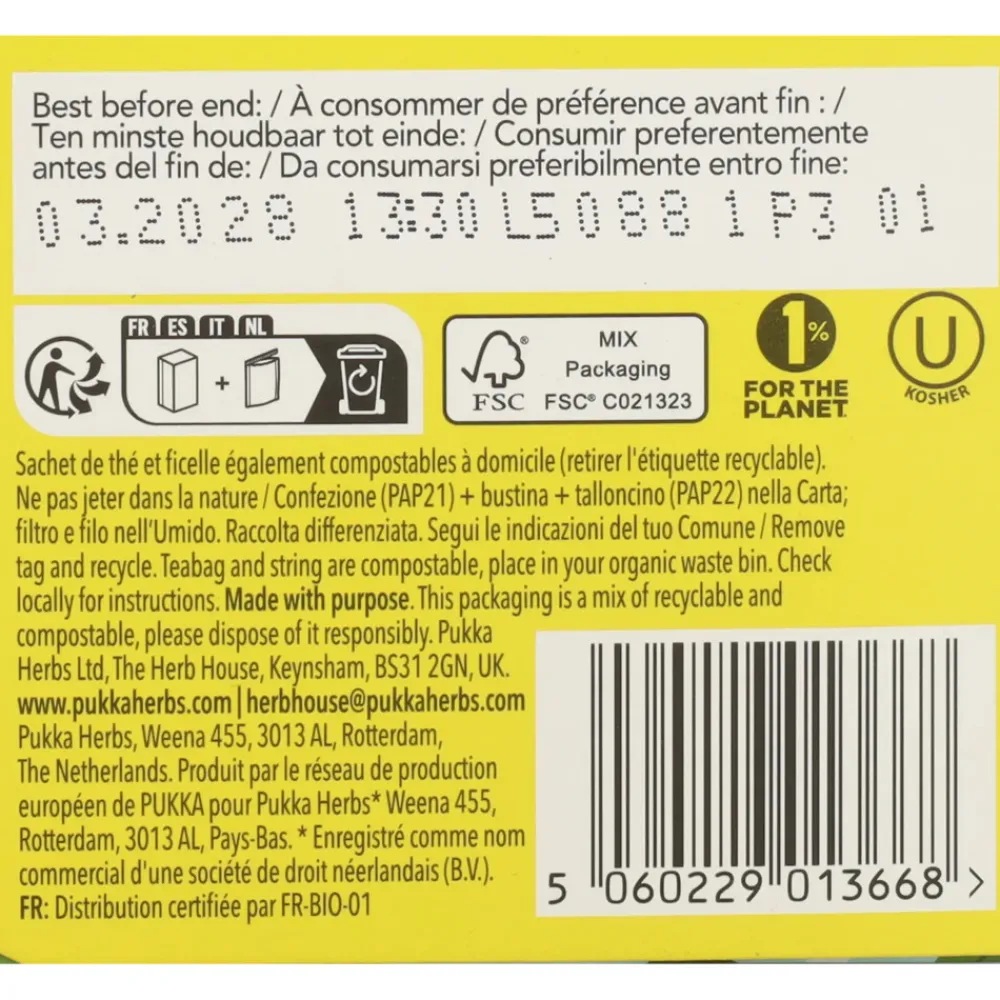 Best before end: / À consommer de préférence avant fin : /
Ten minste houdbaar tot einde: / Consumir preferentemente
antes del fin de: / Da consumarsi preferibilmente entro fine:
03.2028 13:30 L5088 1 P3 01
FR ES IT NL
+
FSC®
MIX
Packaging
FSC® C021323
1%
FOR THE
PLANET
U
KOSHER
Sachet de thé et ficelle également compostables à domicile (retirer l'étiquette recyclable).
Ne pas jeter dans la nature / Confezione (PAP21) + bustina + talloncino (PAP22) nella Carta;
filtro e filo nell'Umido. Raccolta differenziata. Segui le indicazioni del tuo Comune / Remove
tag and recycle. Teabag and string are compostable, place in your organic waste bin. Check
locally for instructions. Made with purpose. This packaging is a mix of recyclable and
compostable, please dispose of it responsibly. Pukka
Herbs Ltd, The Herb House, Keynsham, BS31 2GN, UK.
www.pukkaherbs.com | herbhouse@pukkaherbs.com
Pukka Herbs, Weena 455, 3013 AL, Rotterdam,
The Netherlands. Produit par le réseau de production
européen de PUKKA pour Pukka Herbs* Weena 455,
Rotterdam, 3013 AL, Pays-Bas. * Enregistré comme nom
commercial d'une société de droit néerlandais (B.V.).
FR: Distribution certifiée par FR-BIO-01
5 060229 013668 >